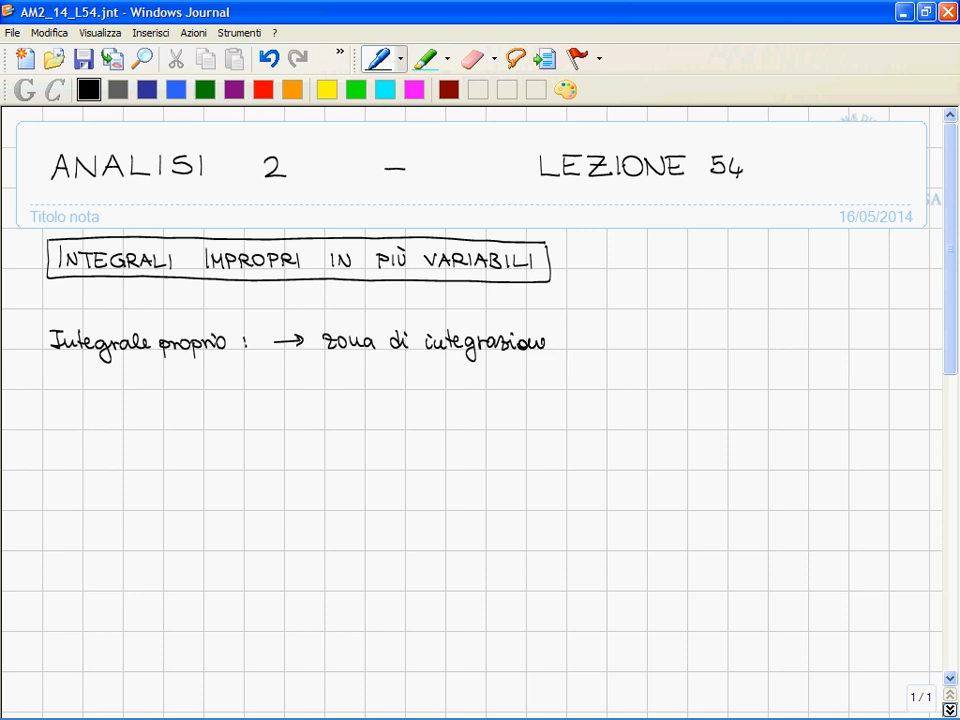 AM2_14_L54.jnt - Windows Journal
File Modifica Visualizza Inserisci Azioni Strumenti ?
G C
ANALISI 2 - LEZIONE 54
Titolo nota 16/05/2014
INTEGRALI IMPROPRI IN PIÙ VARIABILI
Integrale proprio : → zona di integrazione
1 / 1